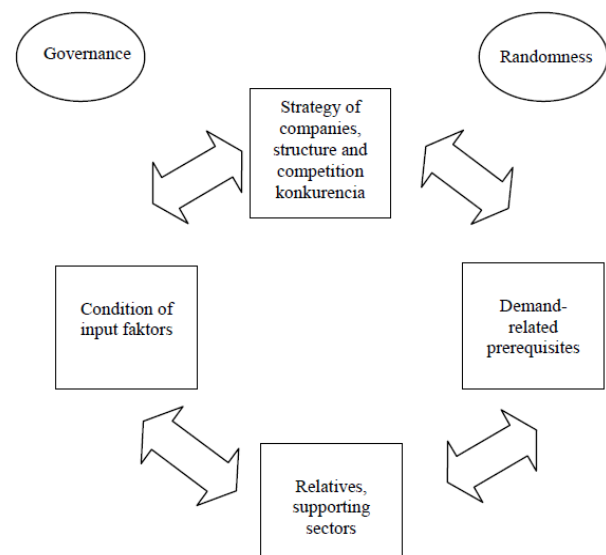 Governance
Randomness
Strategy of
companies,
structure and
competition
konkurencia
Condition of
input faktors
Demand-
related
prerequisites
Relatives,
supporting
sectors